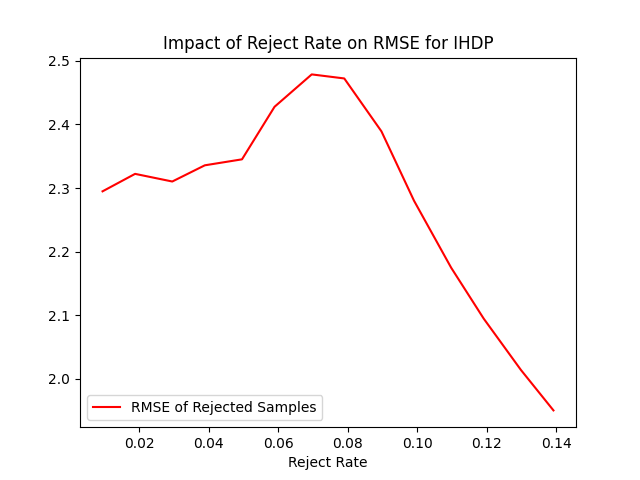 Impact of Reject Rate on RMSE for IHDP
2.5
2.4
2.3
2.2
2.1
2.0
RMSE of Rejected Samples
0.02 0.04 0.06 0.08 0.10 0.12 0.14
Reject Rate